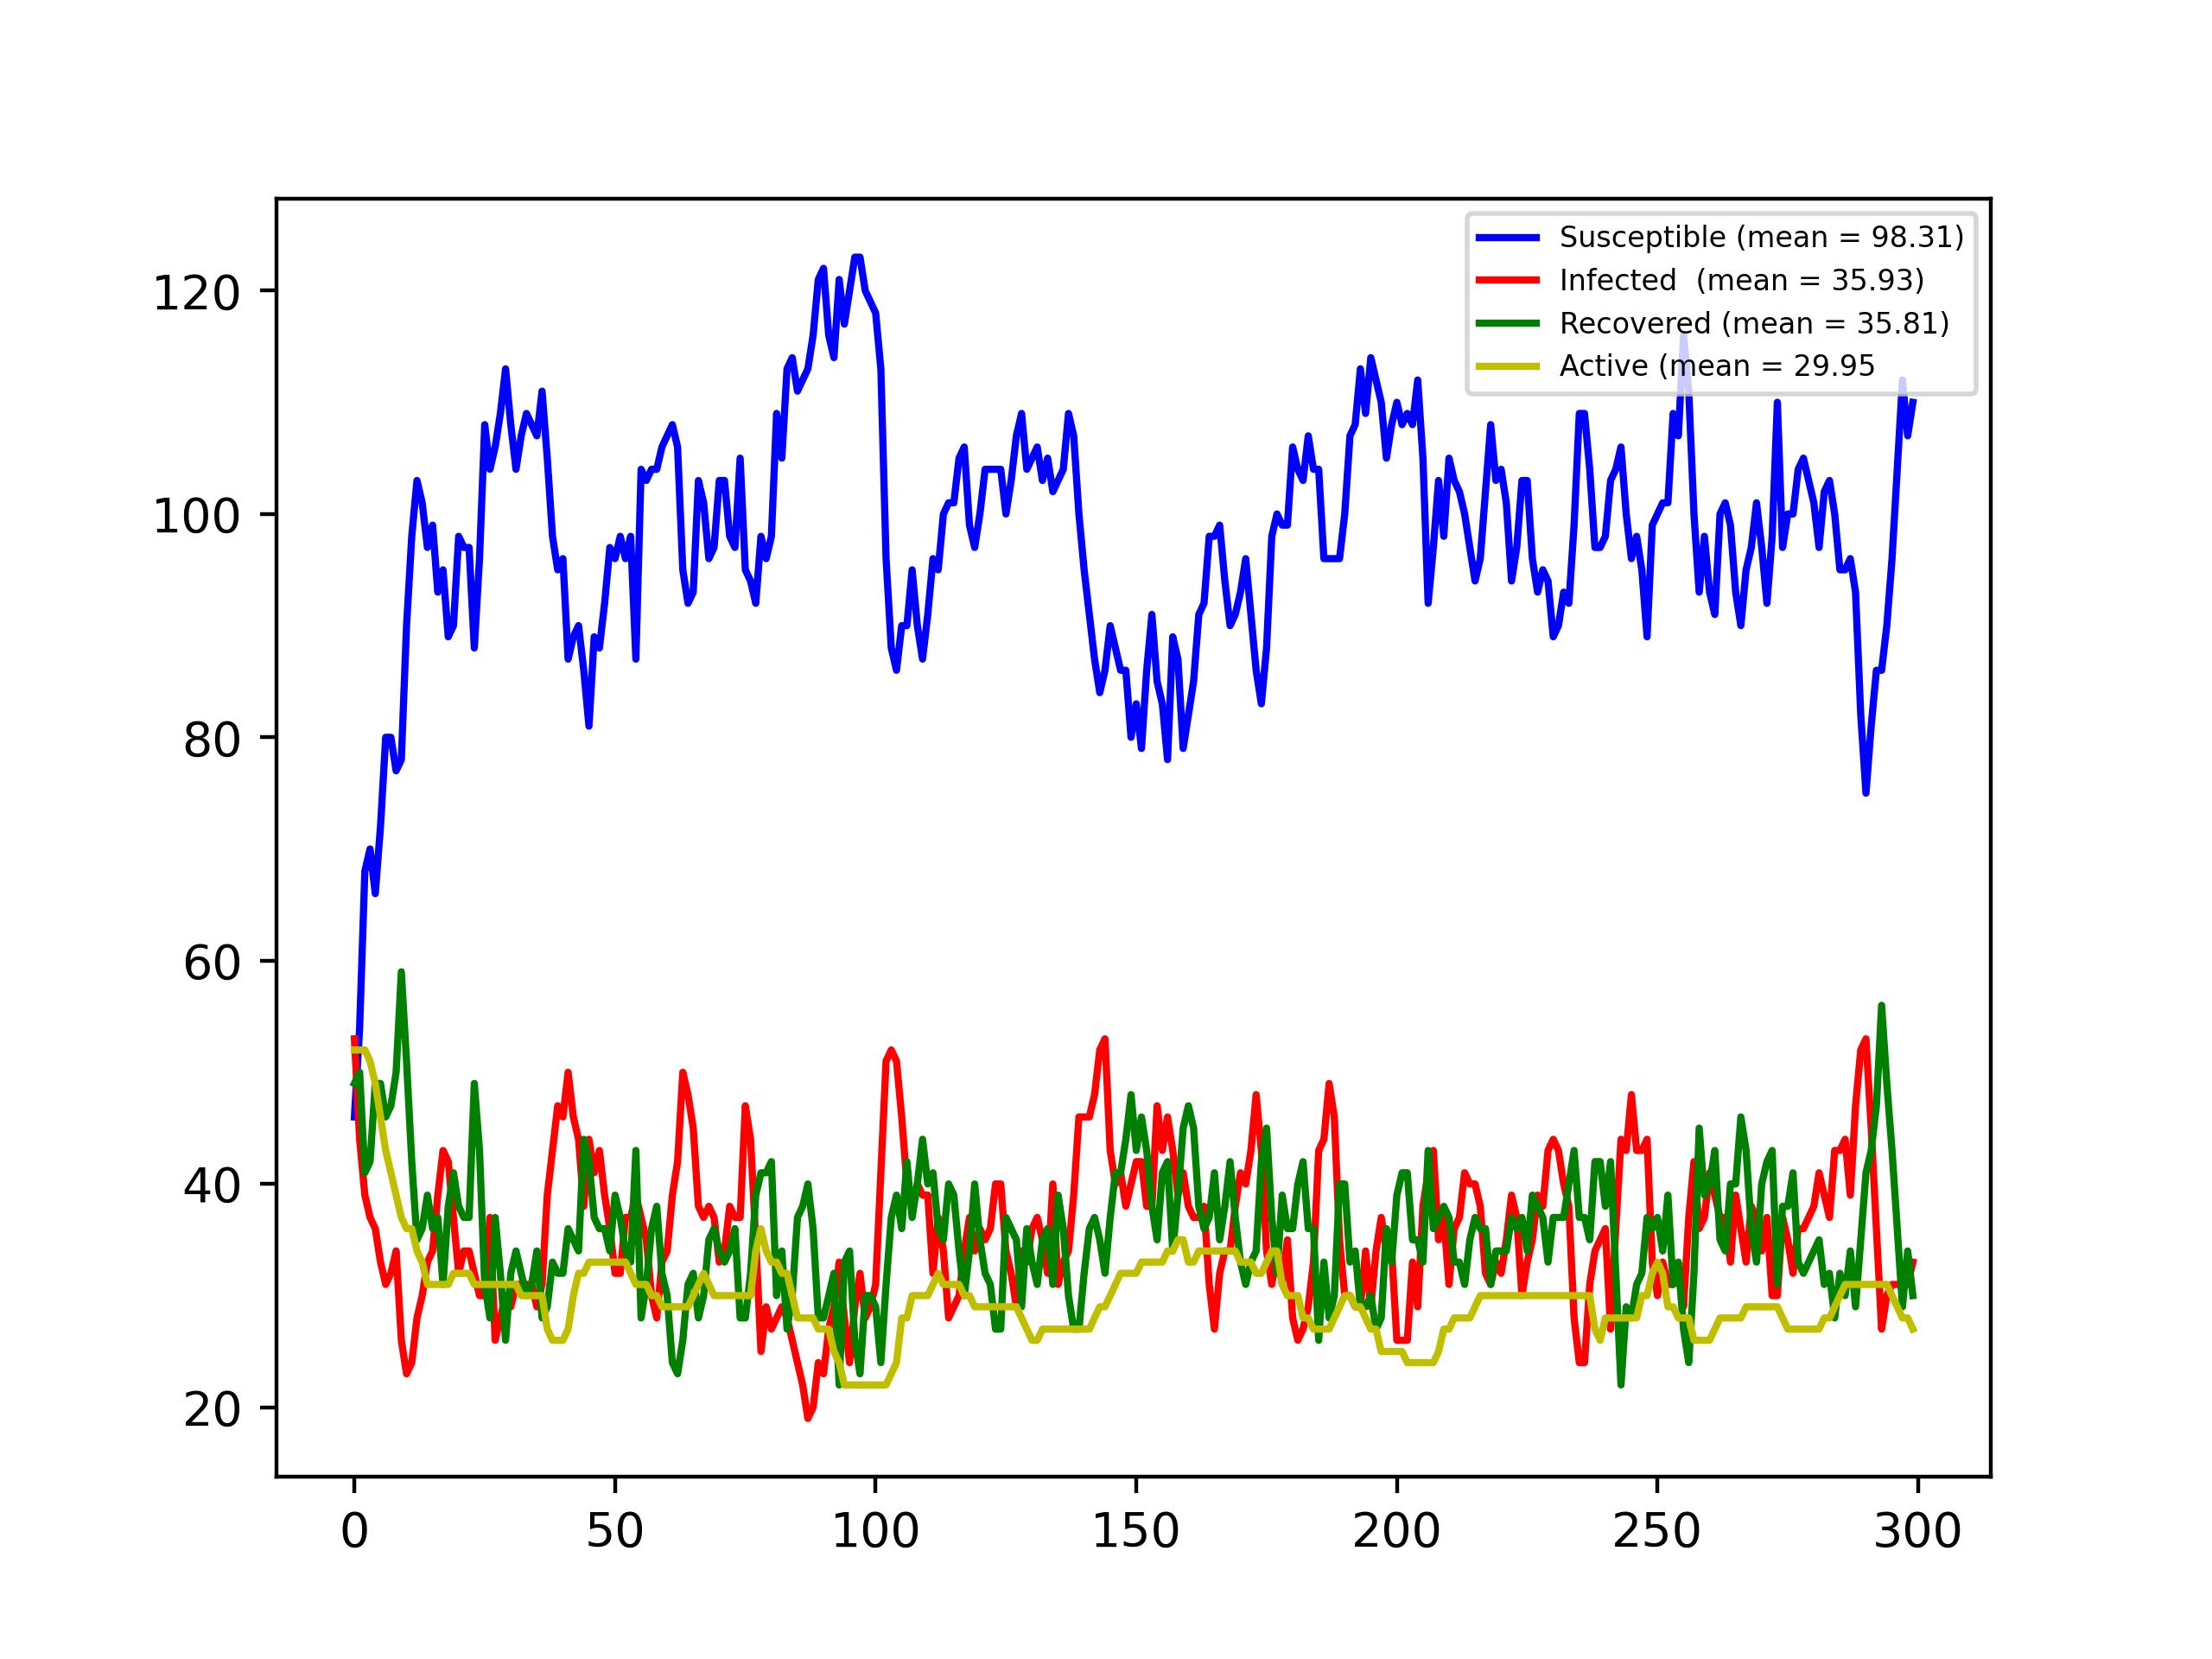 Susceptible (mean = 98.31)
Infected  (mean = 35.93)
Recovered (mean = 35.81)
Active (mean = 29.95
120
100
80
60
40
20
0 50 100 150 200 250 300